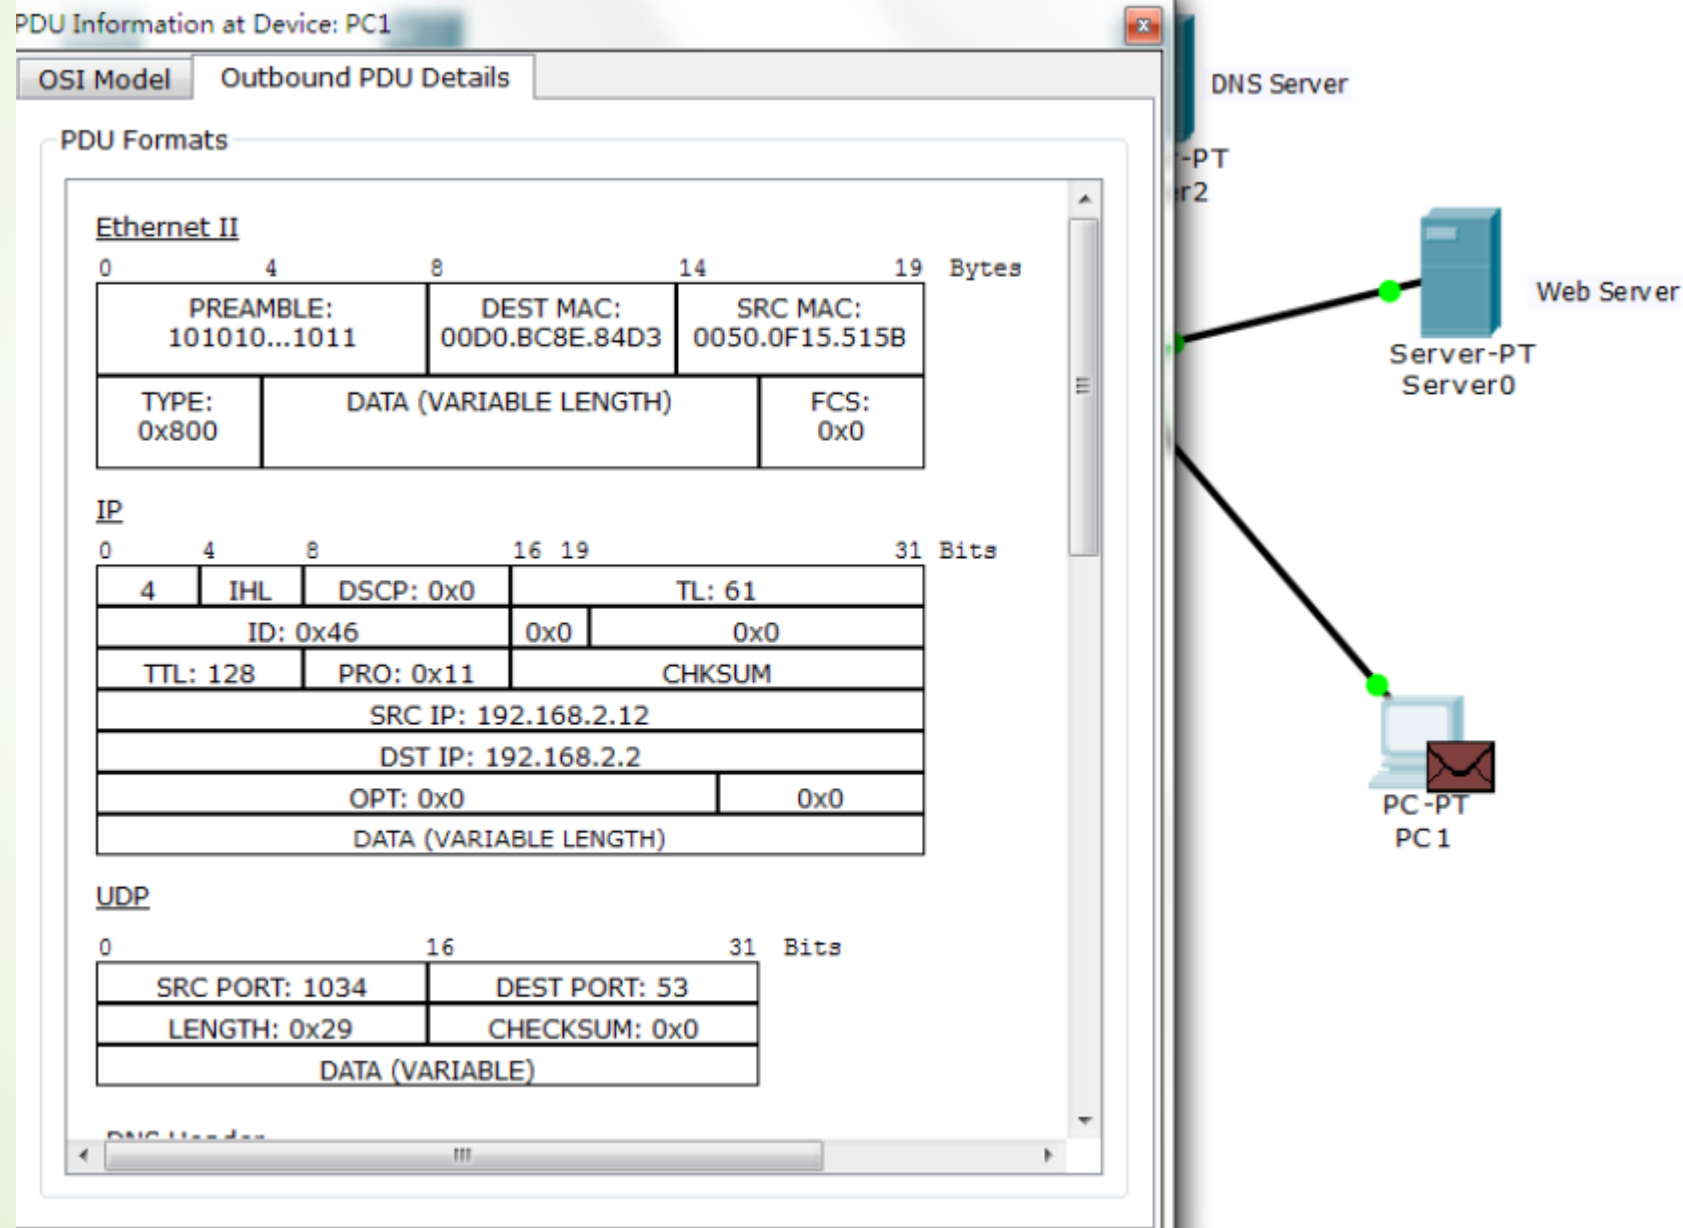 PDU Information at Device: PC1
OSI Model
Outbound PDU Details
PDU Formats
Ethernet II
0 4 8 14 19 Bytes
PREAMBLE: DEST MAC: SRC MAC:
101010...1011 00D0.BC8E.84D3 0050.0F15.515B
TYPE: DATA (VARIABLE LENGTH) FCS:
0x800 0x0
IP
0 4 8 16 19 31 Bits
4 IHL DSCP: 0x0 TL: 61
ID: 0x46 0x0 0x0
TTL: 128 PRO: 0x11 CHKSUM
SRC IP: 192.168.2.12
DST IP: 192.168.2.2
OPT: 0x0 0x0
DATA (VARIABLE LENGTH)
UDP
0 16 31 Bits
SRC PORT: 1034 DEST PORT: 53
LENGTH: 0x29 CHECKSUM: 0x0
DATA (VARIABLE)
DNS Header
DNS Server
-PT
r2
Web Server
Server-PT
Server0
PC-PT
PC1